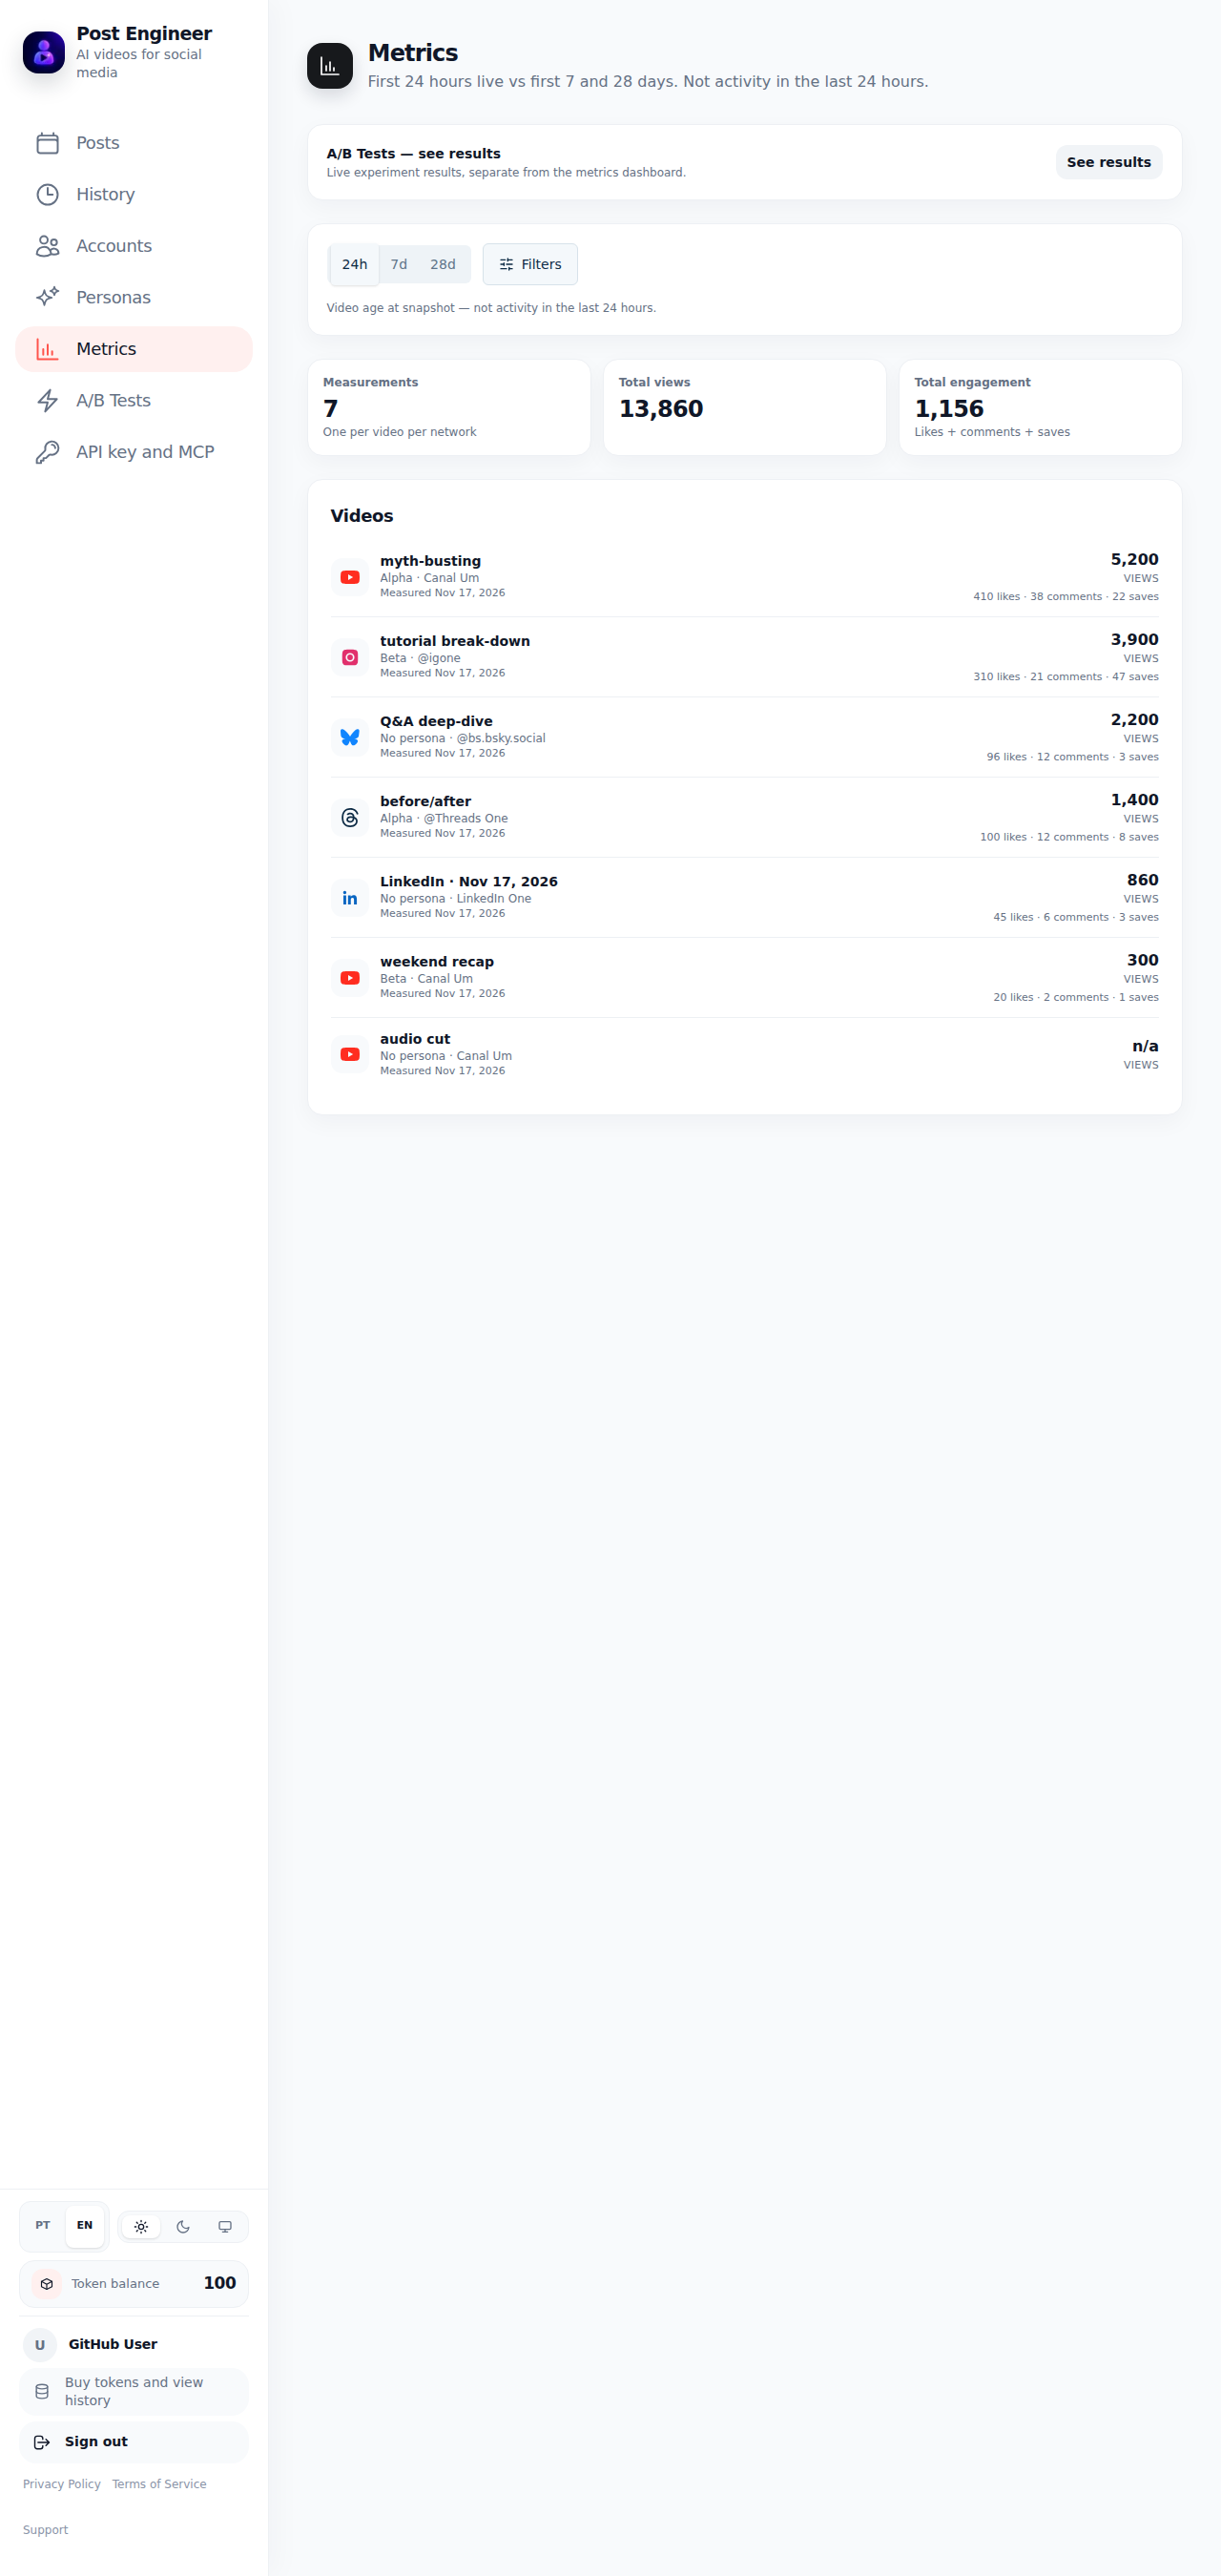 Post Engineer
AI videos for social
media
Posts
History
Accounts
Personas
Metrics
A/B Tests
API key and MCP
PT
EN
Token balance
100
U
GitHub User
Buy tokens and view
history
Sign out
Privacy Policy
Terms of Service
Support
Metrics
First 24 hours live vs first 7 and 28 days. Not activity in the last 24 hours.
A/B Tests — see results
Live experiment results, separate from the metrics dashboard.
See results
24h
7d
28d
Filters
Video age at snapshot — not activity in the last 24 hours.
Measurements
7
One per video per network
Total views
13,860
Total engagement
1,156
Likes + comments + saves
Videos
myth-busting
Alpha · Canal Um
Measured Nov 17, 2026
5,200
VIEWS
410 likes · 38 comments · 22 saves
tutorial break-down
Beta · @igone
Measured Nov 17, 2026
3,900
VIEWS
310 likes · 21 comments · 47 saves
Q&A deep-dive
No persona · @bs.bsky.social
Measured Nov 17, 2026
2,200
VIEWS
96 likes · 12 comments · 3 saves
before/after
Alpha · @Threads One
Measured Nov 17, 2026
1,400
VIEWS
100 likes · 12 comments · 8 saves
LinkedIn · Nov 17, 2026
No persona · LinkedIn One
Measured Nov 17, 2026
860
VIEWS
45 likes · 6 comments · 3 saves
weekend recap
Beta · Canal Um
Measured Nov 17, 2026
300
VIEWS
20 likes · 2 comments · 1 saves
audio cut
No persona · Canal Um
Measured Nov 17, 2026
n/a
VIEWS